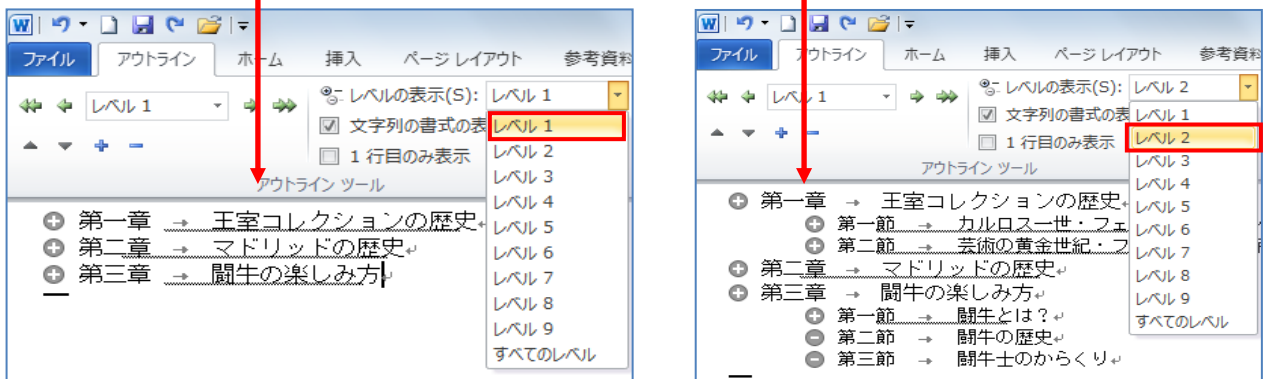 ファイル アウトライン ホーム 挿入 ページ レイアウト 参考資料
レベル 1
レベルの表示(S): レベル 1
文字列の書式の表
1 行目のみ表示
アウトライン ツール
レベル 1
レベル 2
レベル 3
レベル 4
レベル 5
レベル 6
レベル 7
レベル 8
レベル 9
すべてのレベル
第一章 → 王室コレクションの歴史
第二章 → マドリッドの歴史
第三章 → 闘牛の楽しみ方
ファイル アウトライン ホーム 挿入 ページ レイアウト 参考資料
レベル 1
レベルの表示(S): レベル 2
文字列の書式の表
1 行目のみ表示
アウトライン ツール
レベル 1
レベル 2
レベル 3
レベル 4
レベル 5
レベル 6
レベル 7
レベル 8
レベル 9
すべてのレベル
第一章 → 王室コレクションの歴史
第一節 → カルロス一世・フェ
第二節 → 芸術の黄金世紀・フ
第二章 → マドリッドの歴史
第三章 → 闘牛の楽しみ方
第一節 → 闘牛とは？
第二節 → 闘牛の歴史
第三節 → 闘牛士のからくり